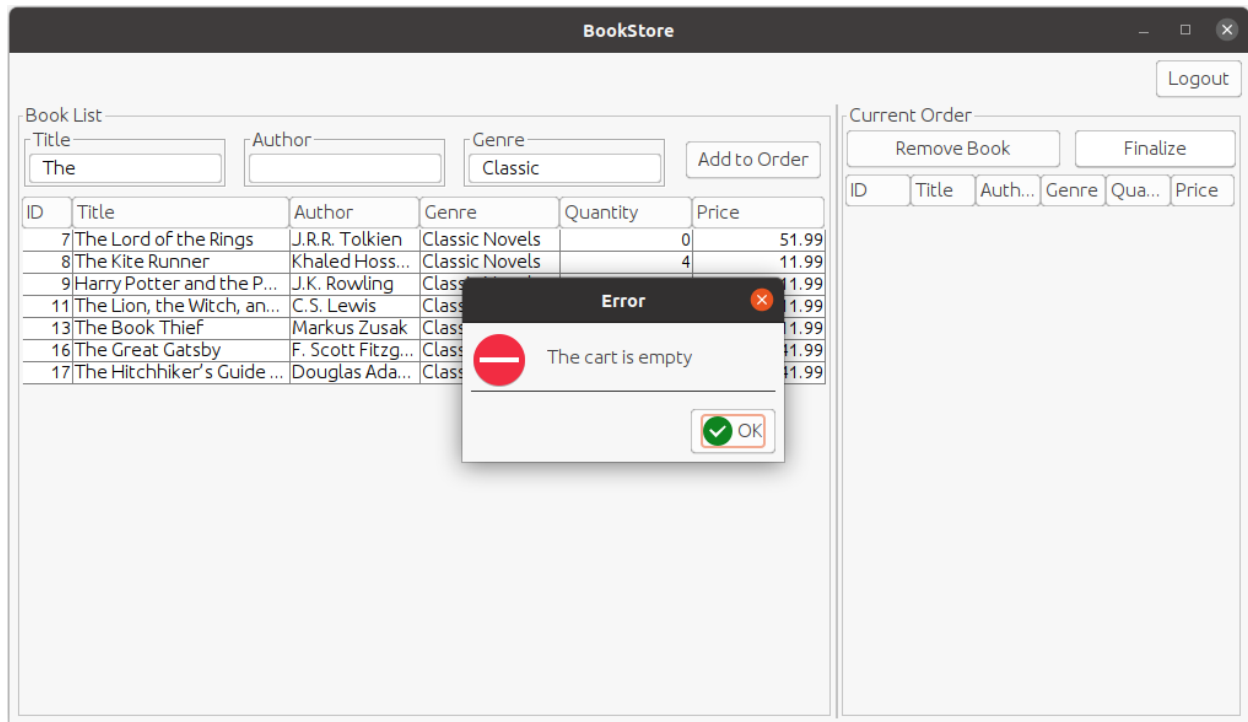 BookStore
Logout
Book List
Title
Author
Genre
The
Classic
Add to Order
ID Title Author Genre Quantity Price
7 The Lord of the Rings J.R.R. Tolkien Classic Novels 0 51.99
8 The Kite Runner Khaled Hoss... Classic Novels 4 11.99
9 Harry Potter and the P... J.K. Rowling Class 11.99
11 The Lion, the Witch, an... C.S. Lewis Class 1.99
13 The Book Thief Markus Zusak Class 11.99
16 The Great Gatsby F. Scott Fitzg... Class 41.99
17 The Hitchhiker's Guide ... Douglas Ada... Class 41.99
Error
The cart is empty
OK
Current Order
Remove Book
Finalize
ID Title Auth... Genre Qua... Price